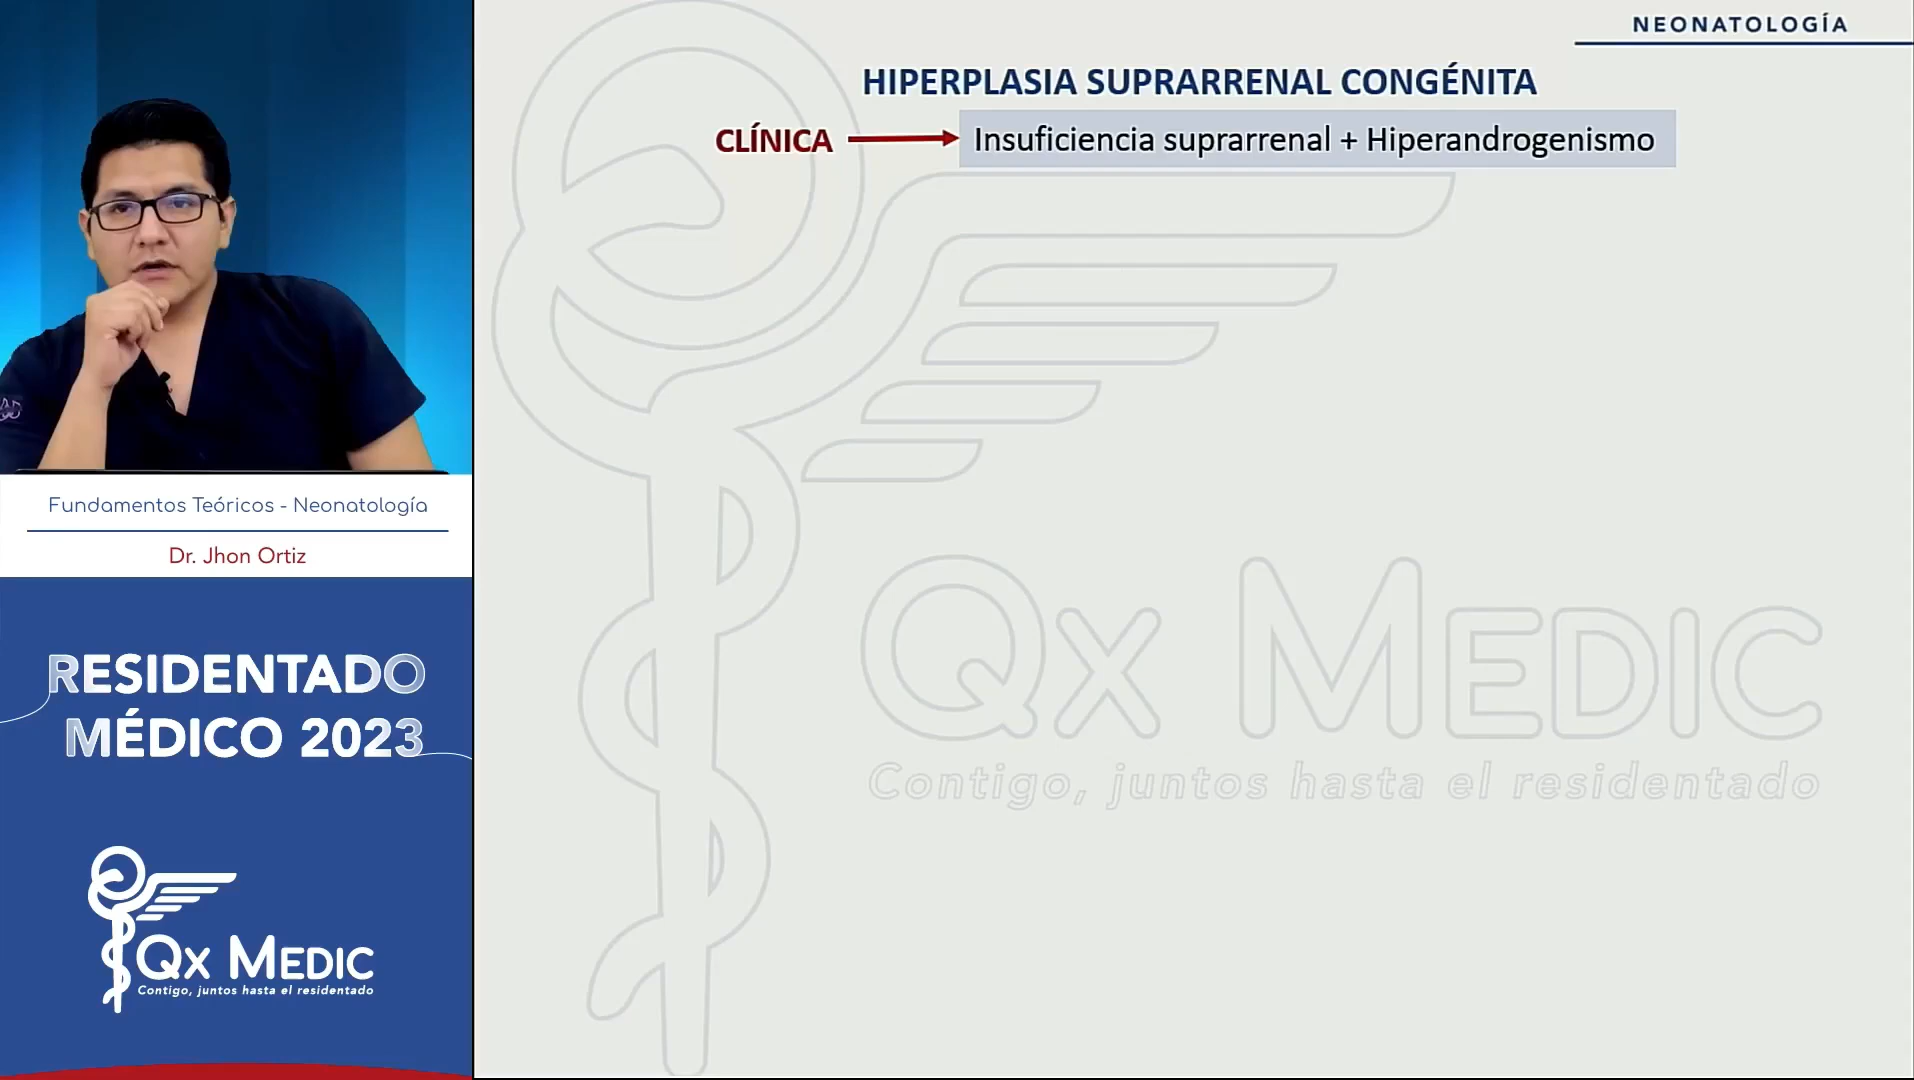 NEONATOLOGÍA
HIPERPLASIA SUPRARRENAL CONGÉNITA
CLÍNICA
Insuficiencia suprarrenal + Hiperandrogenismo
Fundamentos Teóricos - Neonatología
Dr. Jhon Ortiz
RESIDENTADO
MÉDICO 2023
QX MEDIC
Contigo, juntos hasta el residentado
QX MEDIC
Contigo, juntos hasta el residentado